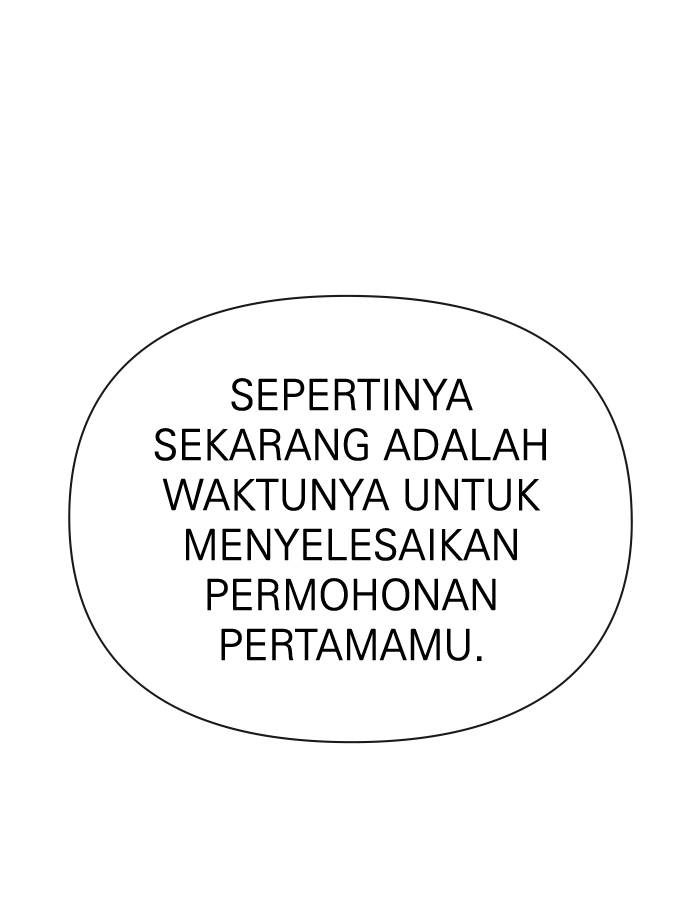 SEPERTINYA
SEKARANG ADALAH
WAKTUNYA UNTUK
MENYELESAIKAN
PERMOHONAN
PERTAMAMU.